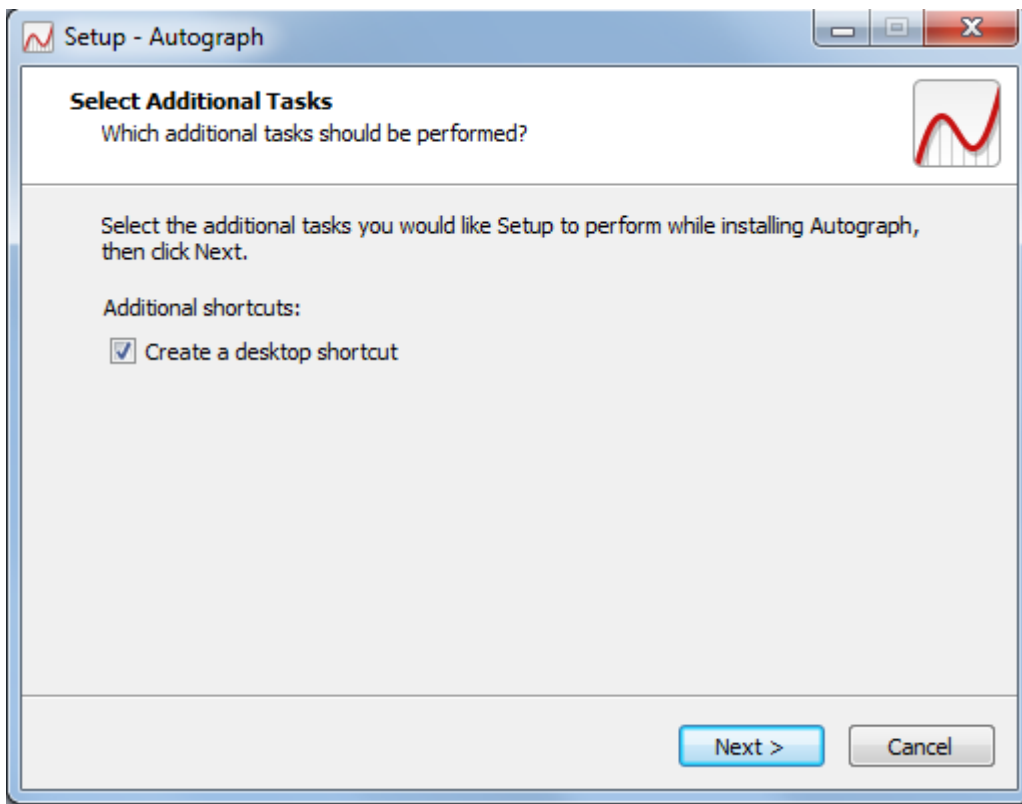 Setup - Autograph
Select Additional Tasks
Which additional tasks should be performed?
Select the additional tasks you would like Setup to perform while installing Autograph,
then click Next.
Additional shortcuts:
Create a desktop shortcut
Next >
Cancel